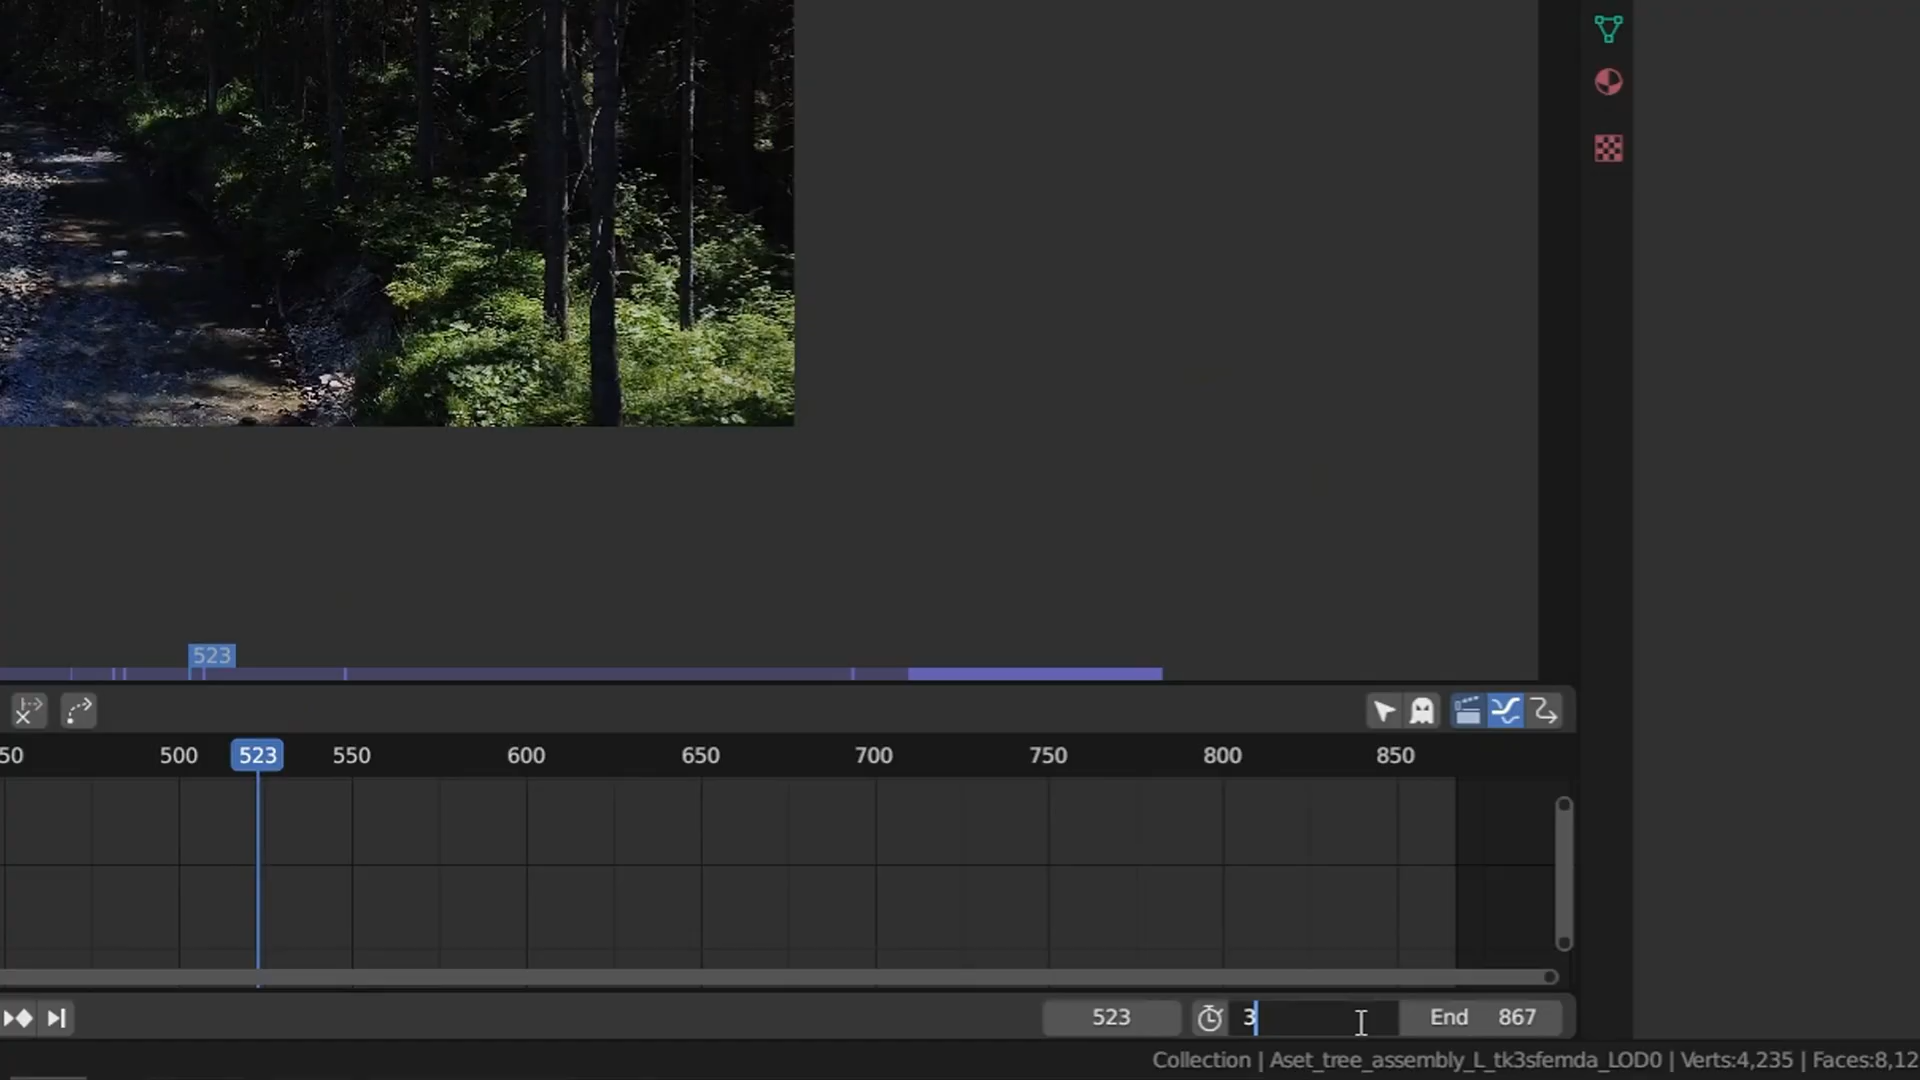 523
50 500 523 550 600 650 700 750 800 850
523 3 End 867
Collection | Aset_tree_assembly_L_tk3sfemda_LOD0 | Verts:4,235 | Faces:8,12